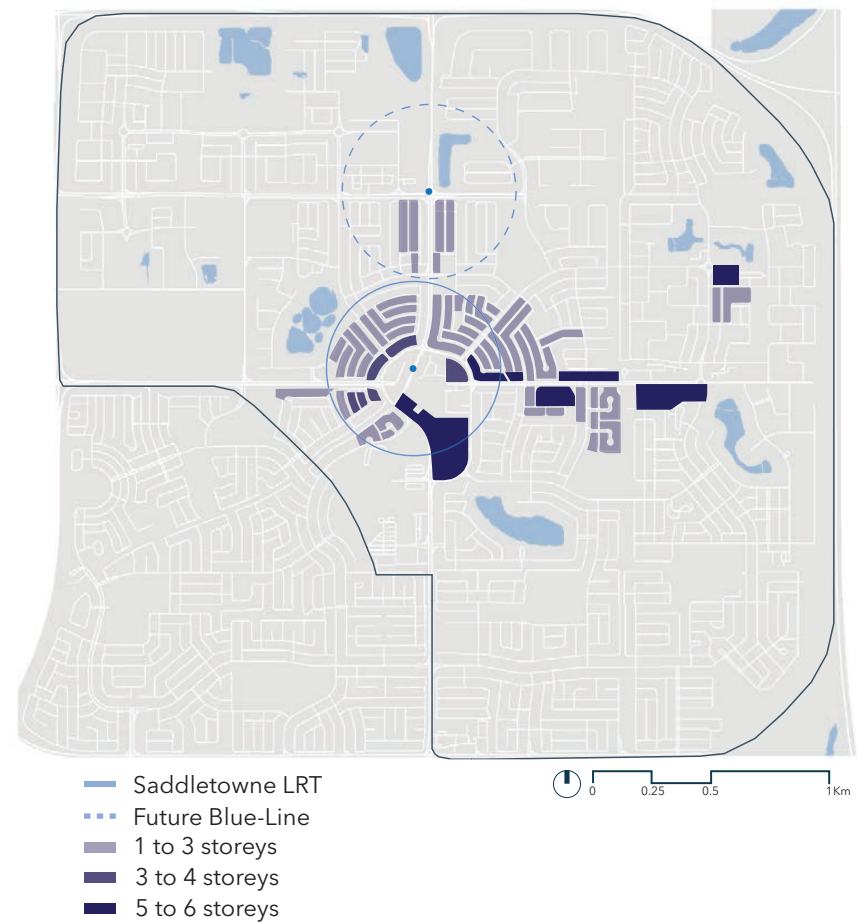 Saddletowne LRT
Future Blue-Line
1 to 3 storeys
3 to 4 storeys
5 to 6 storeys
0 0.25 0.5 1Km